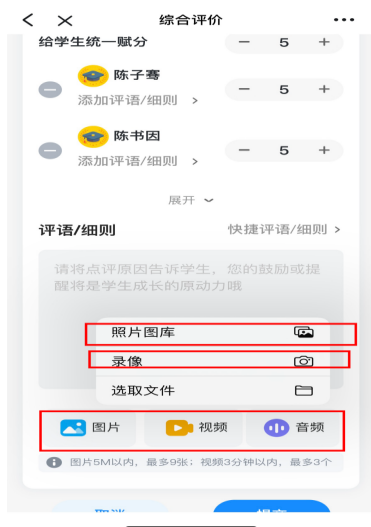 综合评价
给学生统一赋分 − 5 +
陈子骞 − 5 +
添加评语/细则 >
陈书因 − 5 +
添加评语/细则 >
展开
评语/细则 快捷评语/细则 >
请将点评原因告诉学生，您的鼓励或提
醒将是学生成长的原动力哦
照片图库
录像
选取文件
图片 视频 音频
图片5M以内，最多9张；视频3分钟以内，最多3个
取消 提交